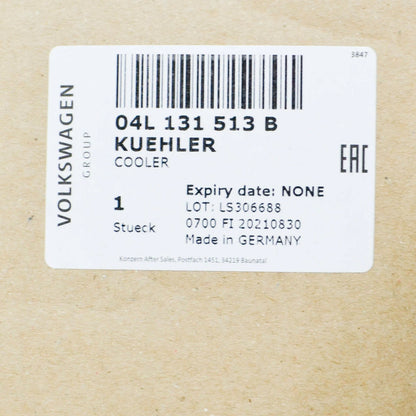 3847
VOLKSWAGEN
GROUP
04L 131 513 B
KUEHLER
COOLER
EAC
1
Stueck
Expiry date: NONE
LOT: LS306688
0700 FI 20210830
Made in GERMANY
Konzern After Sales, Postfach 1451, 34219 Baunatal